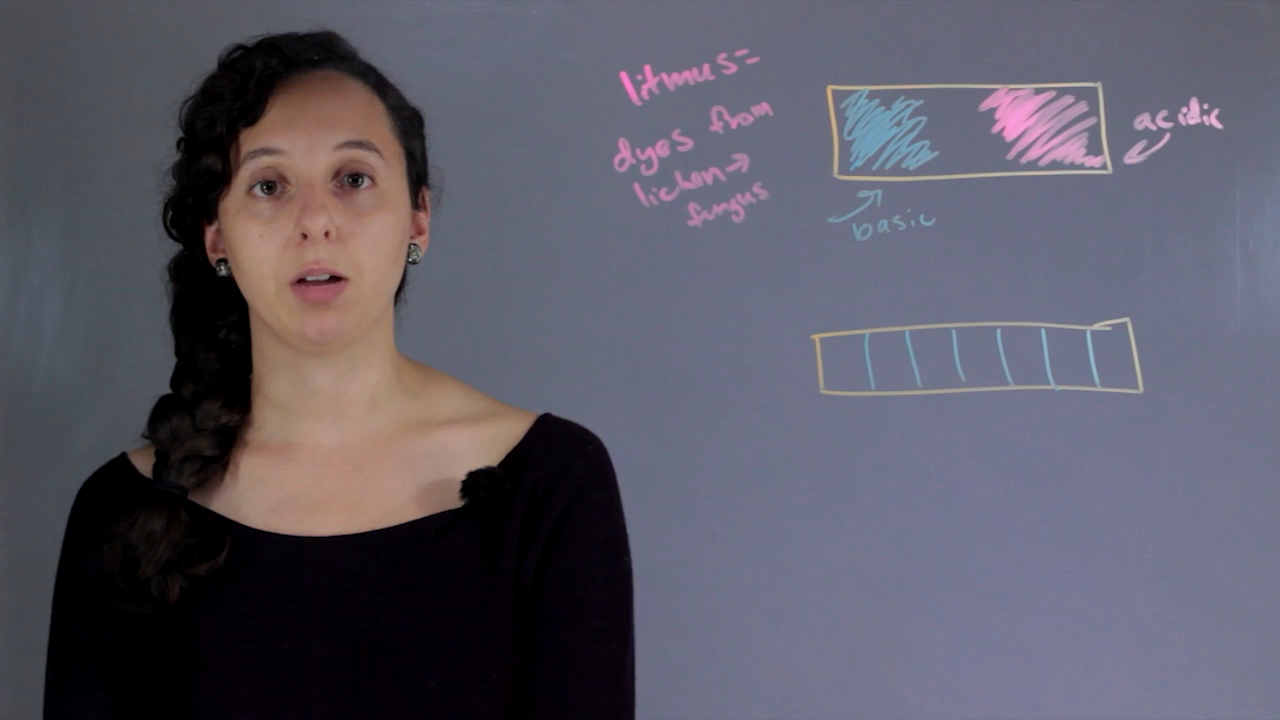 litmus=
dyes from
lichen→
fungus
acidic
basic